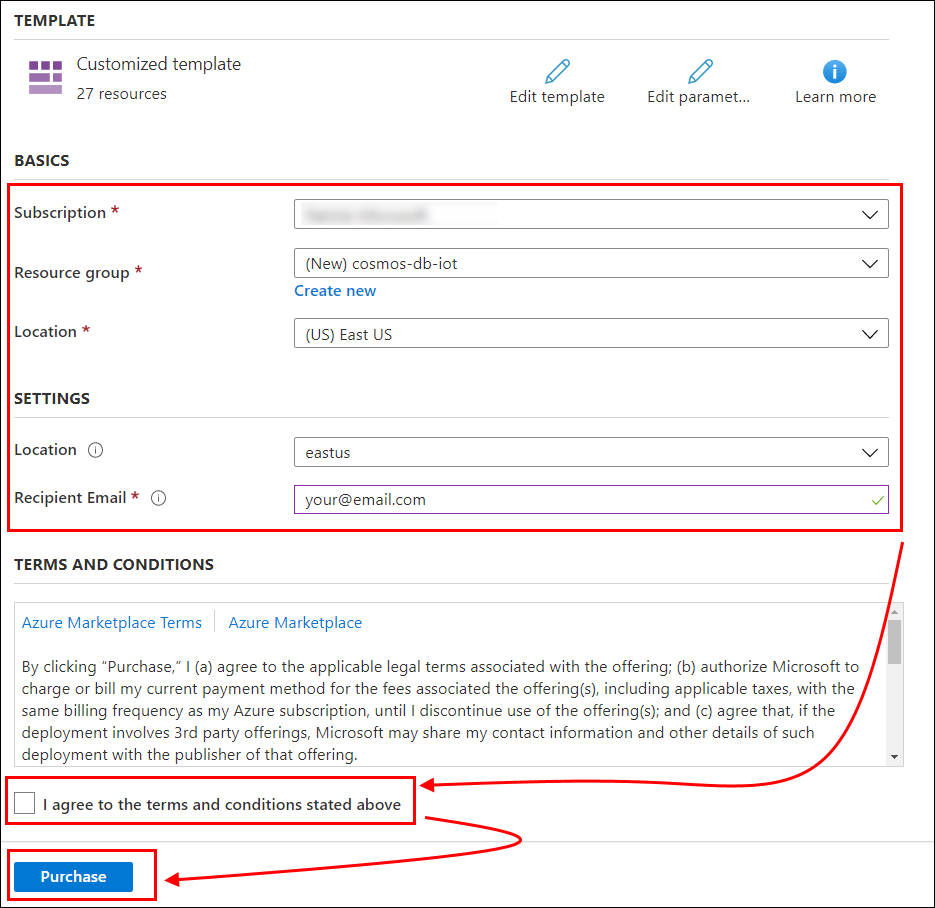 TEMPLATE
Customized template
27 resources
Edit template
Edit paramet...
Learn more
BASICS
Subscription *
Resource group *
(New) cosmos-db-iot
Create new
Location *
(US) East US
SETTINGS
Location
eastus
Recipient Email *
your@email.com
TERMS AND CONDITIONS
Azure Marketplace Terms
Azure Marketplace
By clicking “Purchase,” I (a) agree to the applicable legal terms associated with the offering; (b) authorize Microsoft to
charge or bill my current payment method for the fees associated the offering(s), including applicable taxes, with the
same billing frequency as my Azure subscription, until I discontinue use of the offering(s); and (c) agree that, if the
deployment involves 3rd party offerings, Microsoft may share my contact information and other details of such
deployment with the publisher of that offering.
I agree to the terms and conditions stated above
Purchase